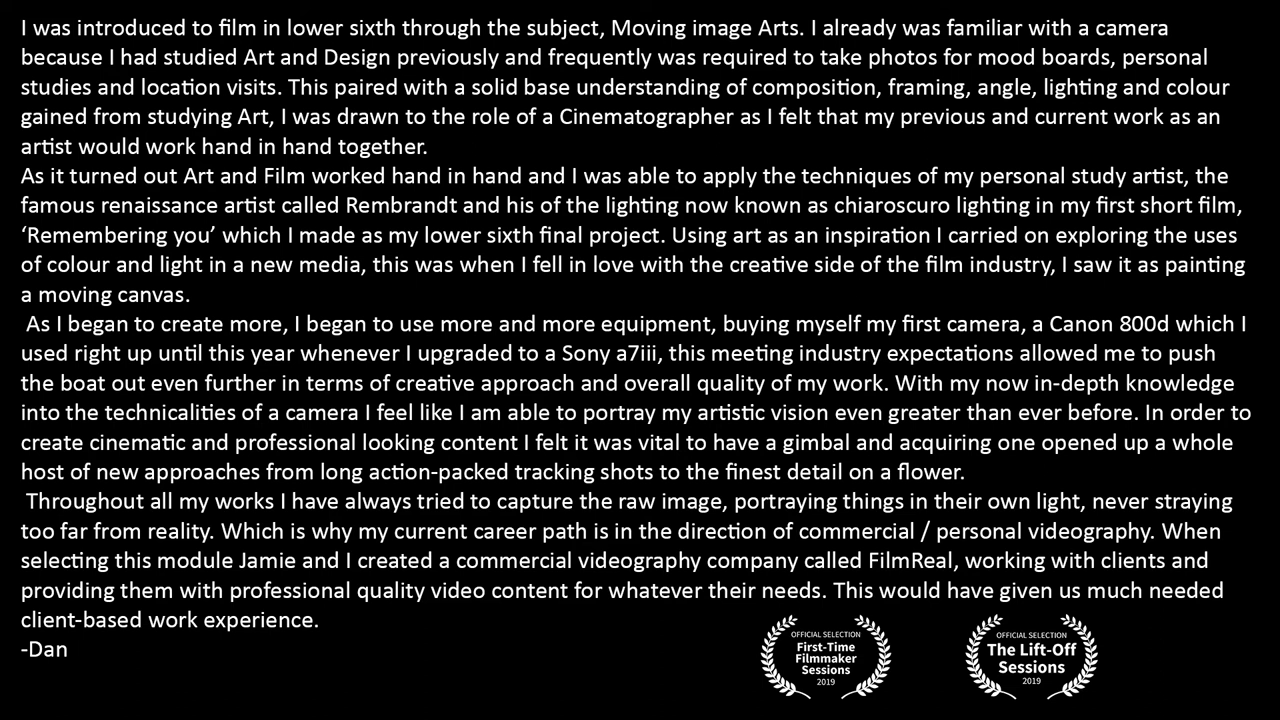 I was introduced to film in lower sixth through the subject, Moving image Arts. I already was familiar with a camera
because I had studied Art and Design previously and frequently was required to take photos for mood boards, personal
studies and location visits. This paired with a solid base understanding of composition, framing, angle, lighting and colour
gained from studying Art, I was drawn to the role of a Cinematographer as I felt that my previous and current work as an
artist would work hand in hand together.
As it turned out Art and Film worked hand in hand and I was able to apply the techniques of my personal study artist, the
famous renaissance artist called Rembrandt and his of the lighting now known as chiaroscuro lighting in my first short film,
‘Remembering you’ which I made as my lower sixth final project. Using art as an inspiration I carried on exploring the uses
of colour and light in a new media, this was when I fell in love with the creative side of the film industry, I saw it as painting
a moving canvas.
As I began to create more, I began to use more and more equipment, buying myself my first camera, a Canon 800d which I
used right up until this year whenever I upgraded to a Sony a7iii, this meeting industry expectations allowed me to push
the boat out even further in terms of creative approach and overall quality of my work. With my now in-depth knowledge
into the technicalities of a camera I feel like I am able to portray my artistic vision even greater than ever before. In order to
create cinematic and professional looking content I felt it was vital to have a gimbal and acquiring one opened up a whole
host of new approaches from long action-packed tracking shots to the finest detail on a flower.
Throughout all my works I have always tried to capture the raw image, portraying things in their own light, never straying
too far from reality. Which is why my current career path is in the direction of commercial / personal videography. When
selecting this module Jamie and I created a commercial videography company called FilmReal, working with clients and
providing them with professional quality video content for whatever their needs. This would have given us much needed
client-based work experience.
-Dan
OFFICIAL SELECTION
First-Time
Filmmaker
Sessions
2019
OFFICIAL SELECTION
The Lift-Off
Sessions
2019